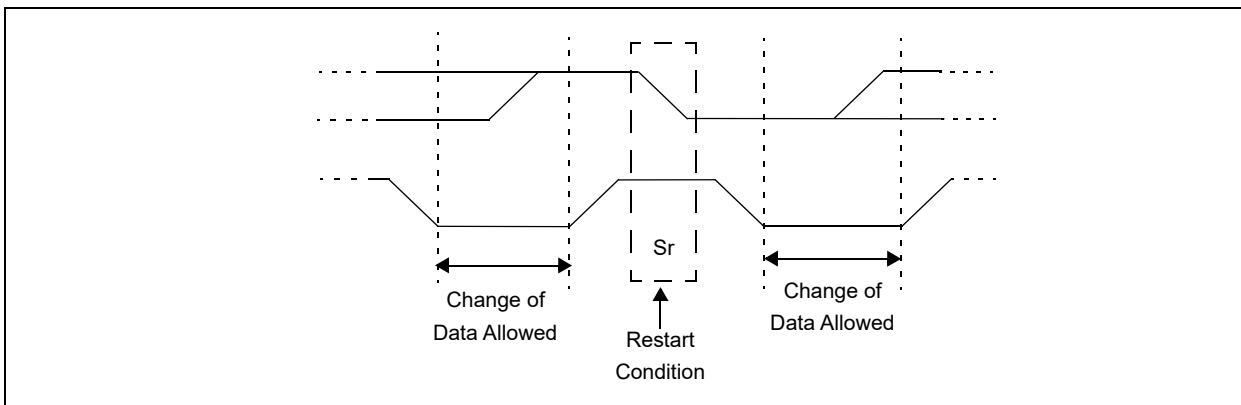 Sr
Change of
Data Allowed
Restart
Condition
Change of
Data Allowed